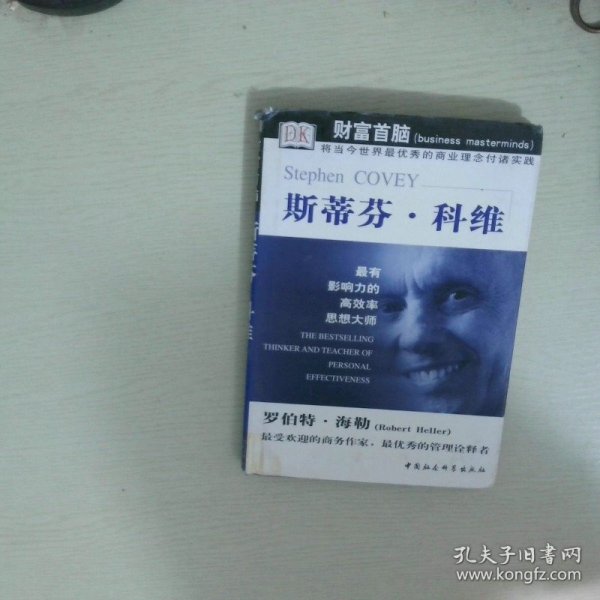 DK 财富首脑(business masterminds)
将当今世界最优秀的商业理念付诸实践
Stephen COVEY
斯蒂芬·科维
最有
影响力的
高效率
思想大师
THE BESTSELLING
THINKER AND TEACHER OF
PERSONAL
EFFECTIVENESS
罗伯特·海勒(Robert Heller)
最受欢迎的商务作家，最优秀的管理诠释者
中国社会科学出版社
孔夫子旧书网
www.kongfz.com